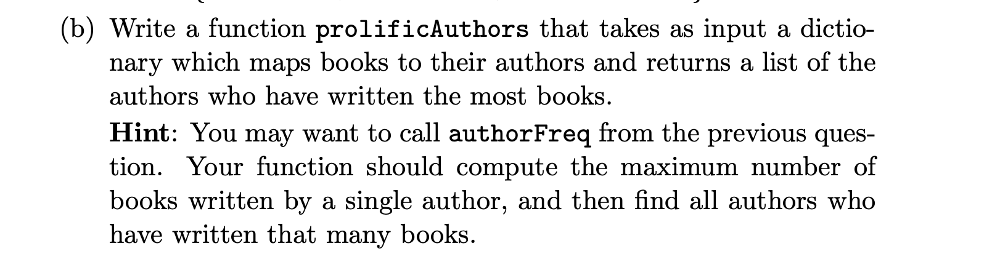 (b) Write a function prolificAuthors that takes as input a dictio-
nary which maps books to their authors and returns a list of the
authors who have written the most books.
Hint: You may want to call authorFreq from the previous ques-
tion. Your function should compute the maximum number of
books written by a single author, and then find all authors who
have written that many books.